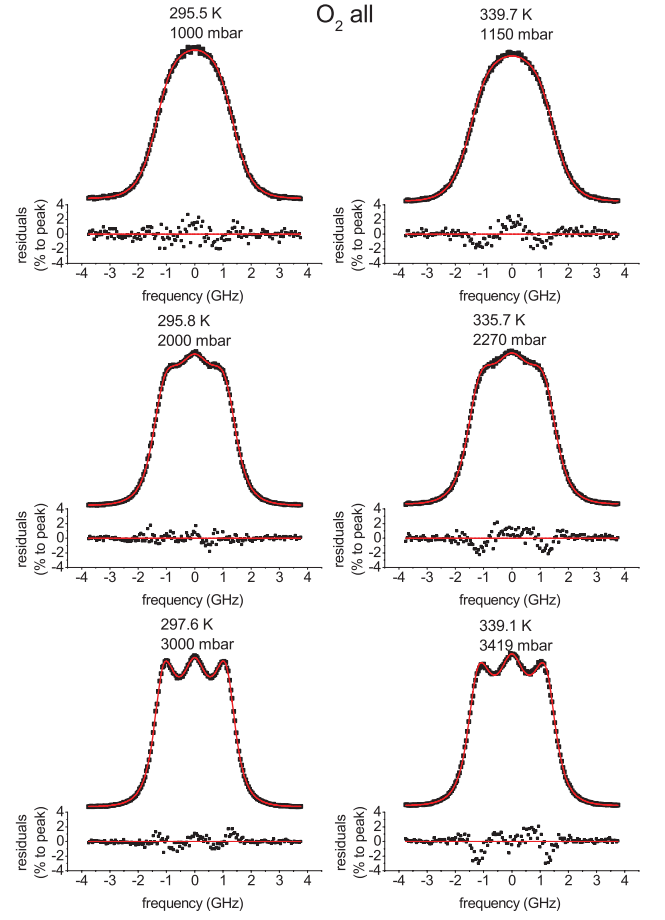 O2 all
295.5 K
1000 mbar
339.7 K
1150 mbar
residuals
(% to peak)
4
2
0
-2
-4
-4 -3 -2 -1 0 1 2 3 4
frequency (GHz)
residuals
(% to peak)
4
2
0
-2
-4
-4 -3 -2 -1 0 1 2 3 4
frequency (GHz)
295.8 K
2000 mbar
335.7 K
2270 mbar
residuals
(% to peak)
4
2
0
-2
-4
-4 -3 -2 -1 0 1 2 3 4
frequency (GHz)
residuals
(% to peak)
4
2
0
-2
-4
-4 -3 -2 -1 0 1 2 3 4
frequency (GHz)
297.6 K
3000 mbar
339.1 K
3419 mbar
residuals
(% to peak)
4
2
0
-2
-4
-4 -3 -2 -1 0 1 2 3 4
frequency (GHz)
residuals
(% to peak)
4
2
0
-2
-4
-4 -3 -2 -1 0 1 2 3 4
frequency (GHz)